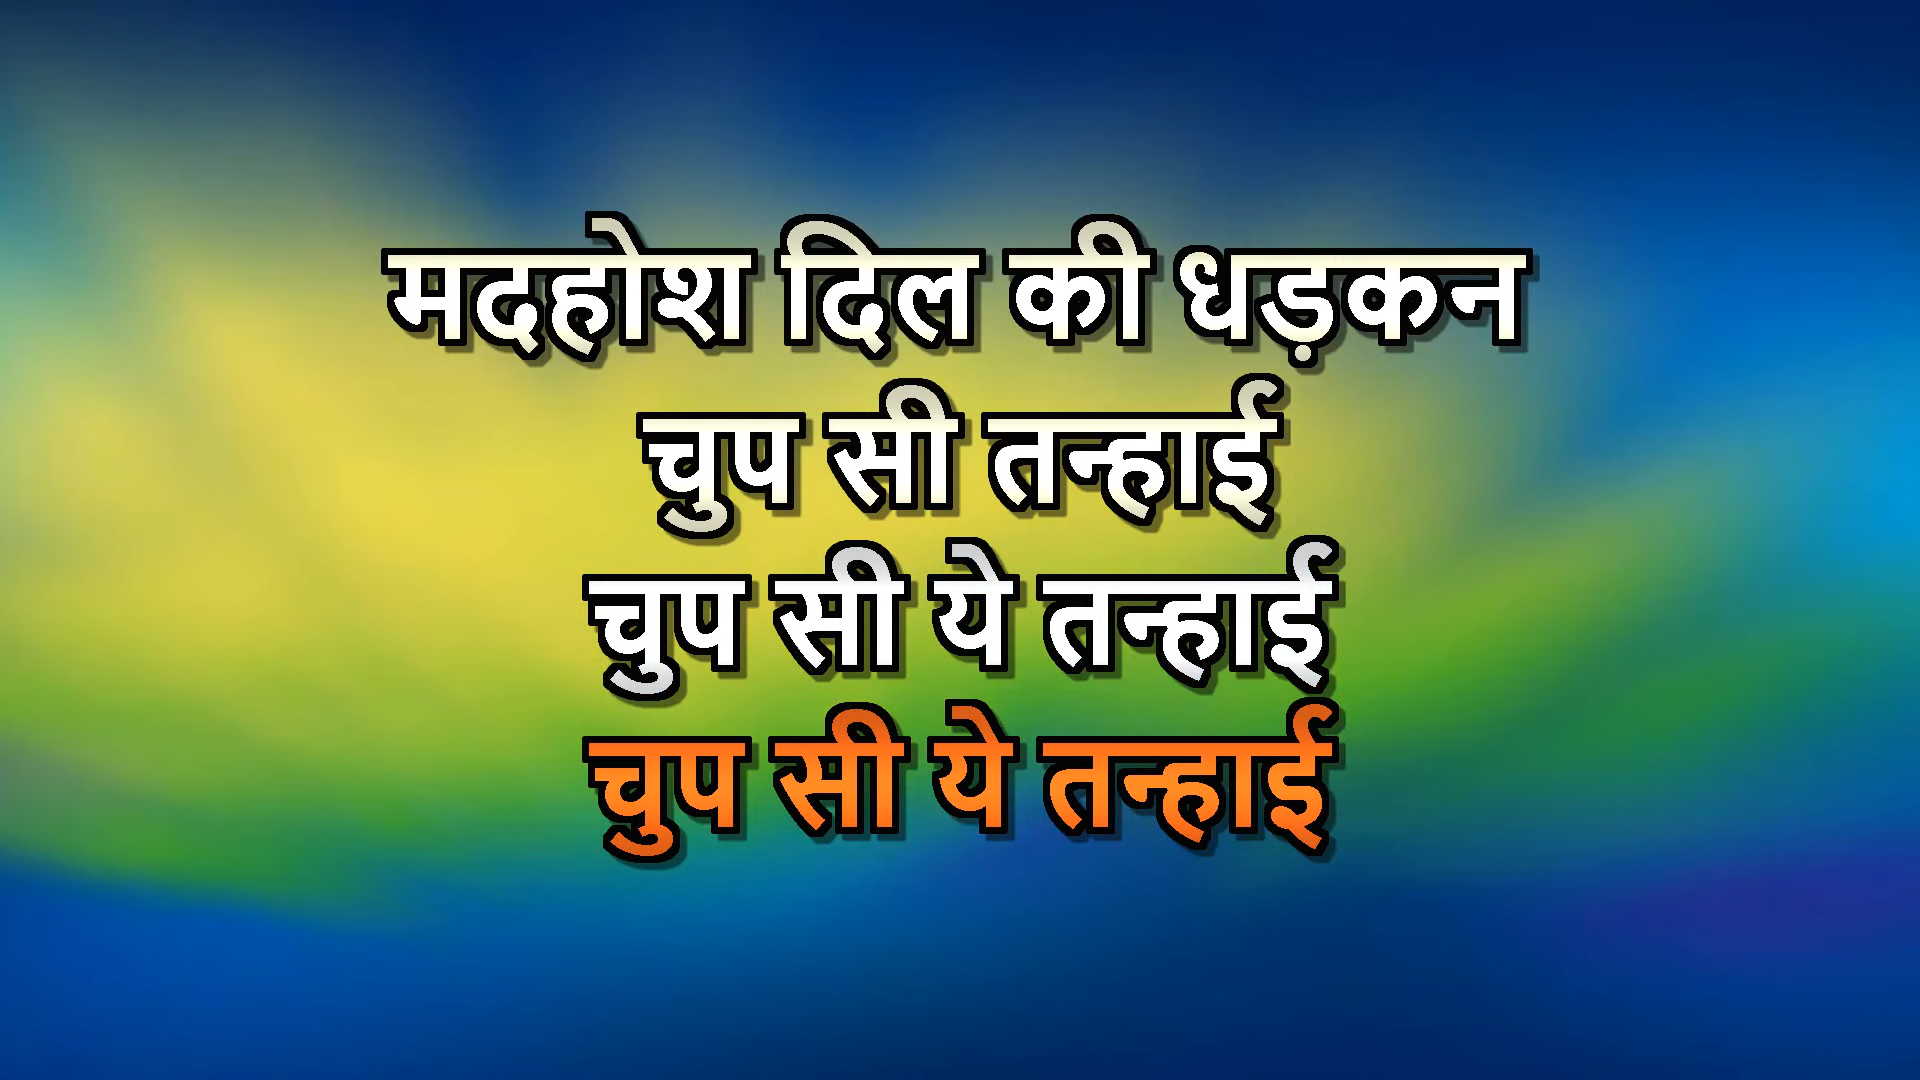 मदहोश दिल की धड़कन
चुप सी तन्हाई
चुप सी ये तन्हाई
चुप सी ये तन्हाई